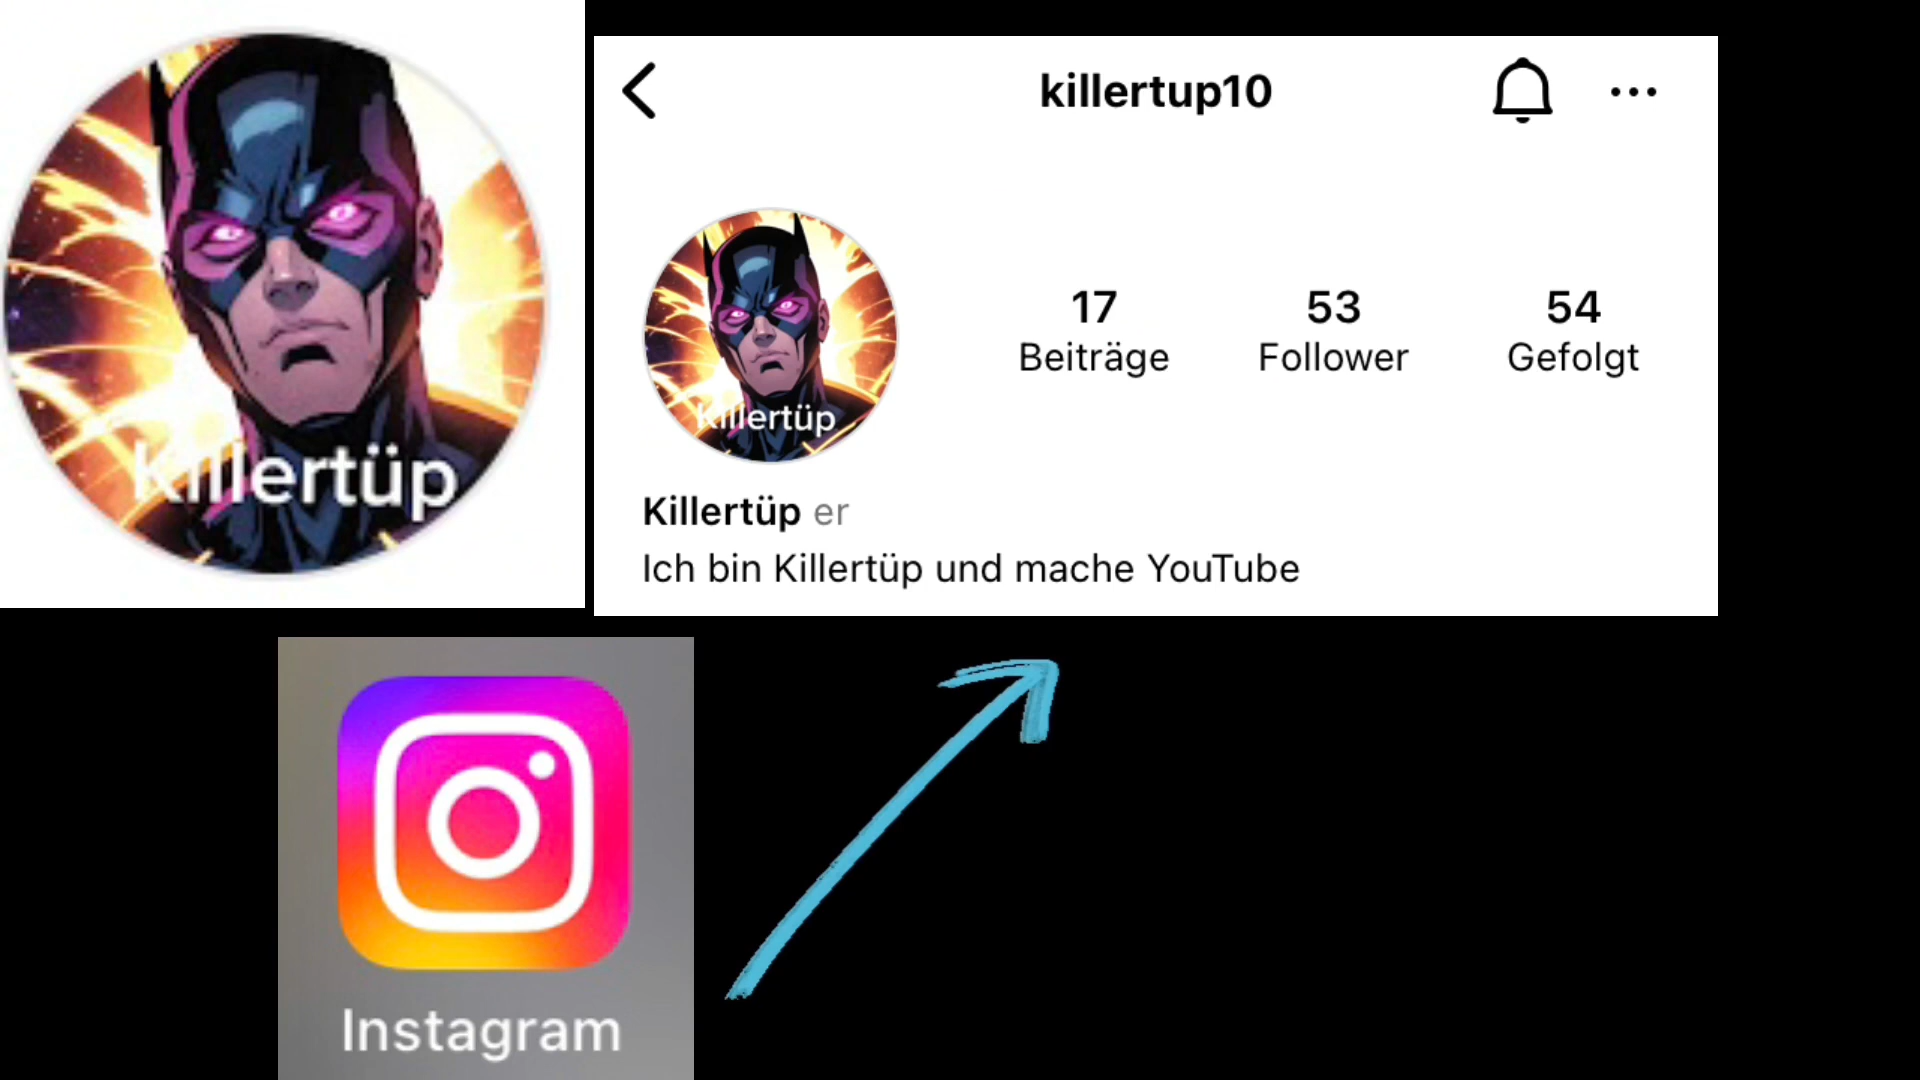 Killertüp
killertup10
17
Beiträge
53
Follower
54
Gefolgt
Killertüp
Killertüp er
Ich bin Killertüp und mache YouTube
Instagram